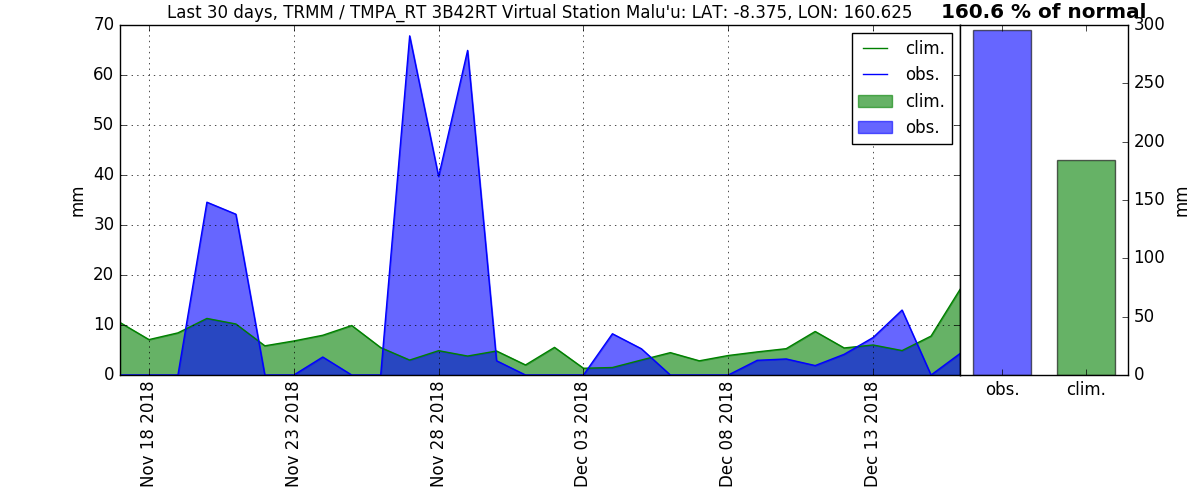 Last 30 days, TRMM / TMPA_RT 3B42RT Virtual Station Malu'u: LAT: -8.375, LON: 160.625
160.6 % of normal
70
60
50
40
30
20
10
0
mm
clim.
obs.
clim.
obs.
Nov 18 2018
Nov 23 2018
Nov 28 2018
Dec 03 2018
Dec 08 2018
Dec 13 2018
300
250
200
150
100
50
0
mm
obs.
clim.